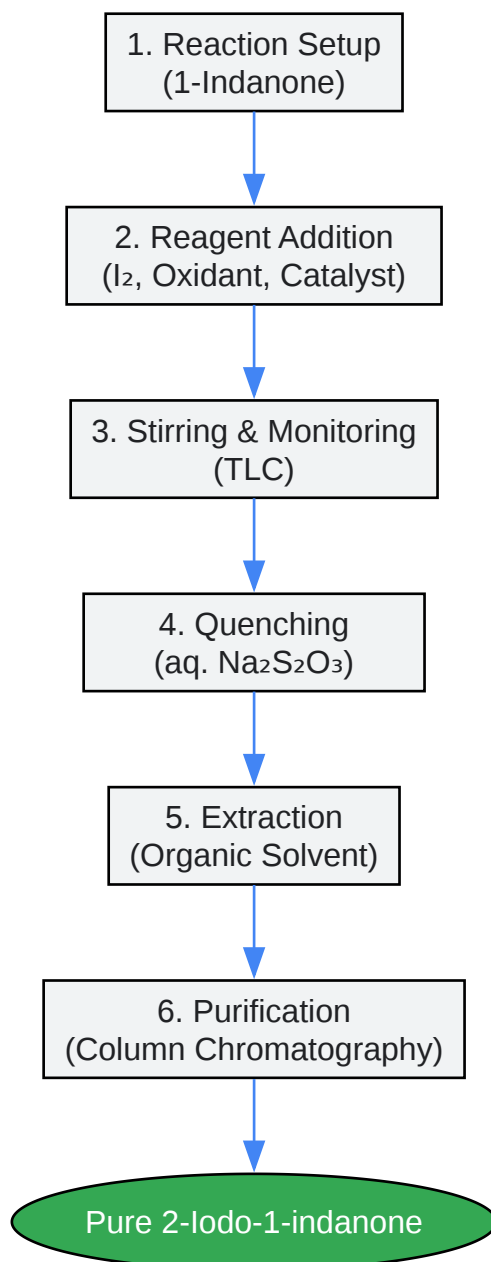 1. Reaction Setup
(1-Indanone)
2. Reagent Addition
(I₂, Oxidant, Catalyst)
3. Stirring & Monitoring
(TLC)
4. Quenching
(aq. Na₂S₂O₃)
5. Extraction
(Organic Solvent)
6. Purification
(Column Chromatography)
Pure 2-Iodo-1-indanone